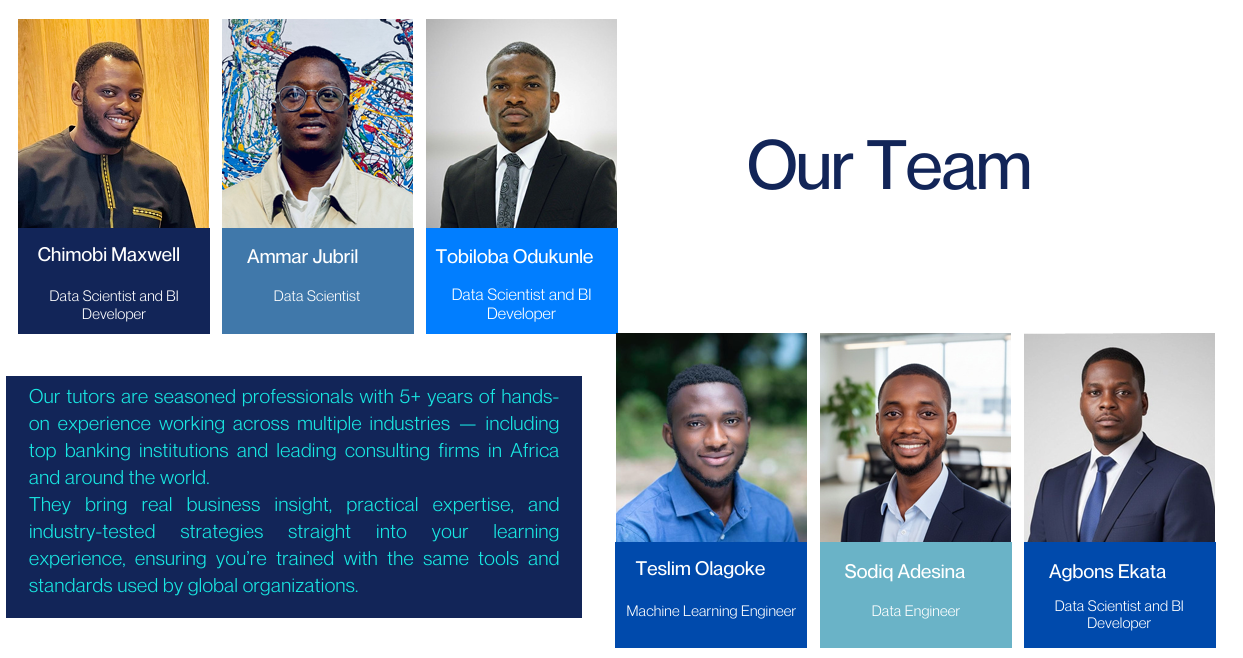 Our Team
Chimobi Maxwell
Data Scientist and BI
Developer
Ammar Jubril
Data Scientist
Tobiloba Odukunle
Data Scientist and BI
Developer
Our tutors are seasoned professionals with 5+ years of hands-
on experience working across multiple industries — including
top banking institutions and leading consulting firms in Africa
and around the world.
They bring real business insight, practical expertise, and
industry-tested strategies straight into your learning
experience, ensuring you’re trained with the same tools and
standards used by global organizations.
Teslim Olagoke
Machine Learning Engineer
Sodiq Adesina
Data Engineer
Agbons Ekata
Data Scientist and BI
Developer